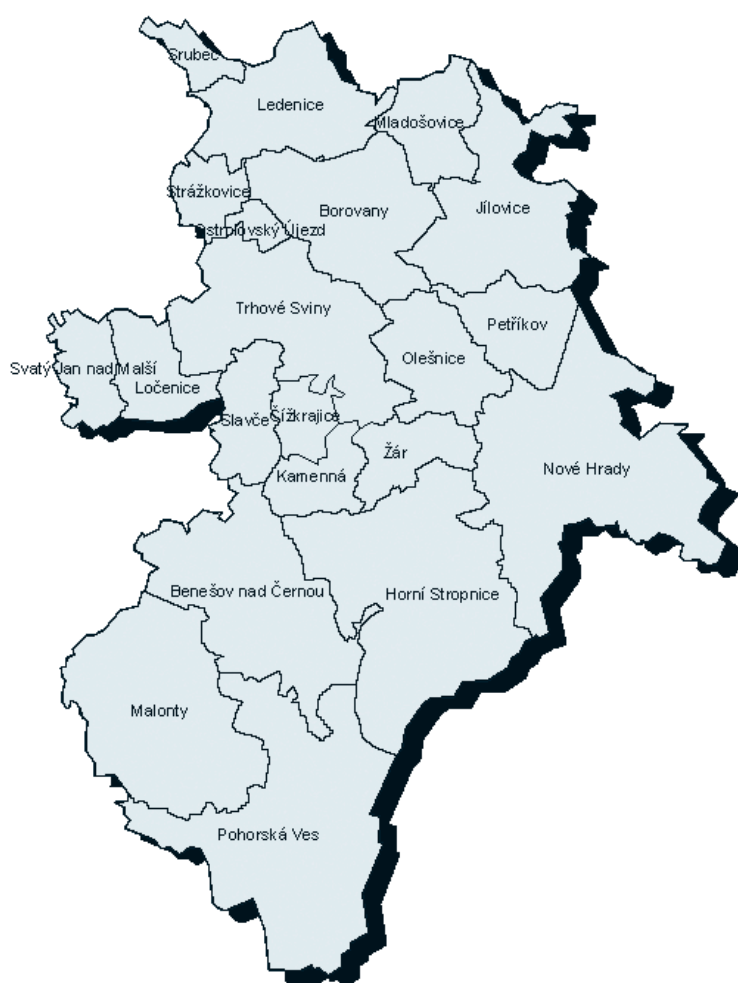 Srubec
Ledenice
Mladošovice
Strážkovice
Borovany
Jílovice
Ostrolovský Újezd
Trhové Sviny
Petříkov
Olešnice
Svatý Jan nad Malší
Ločenice
Slavče
Čížkrajice
Žár
Nové Hrady
Kamenná
Benešov nad Černou
Horní Stropnice
Malonty
Pohorská Ves